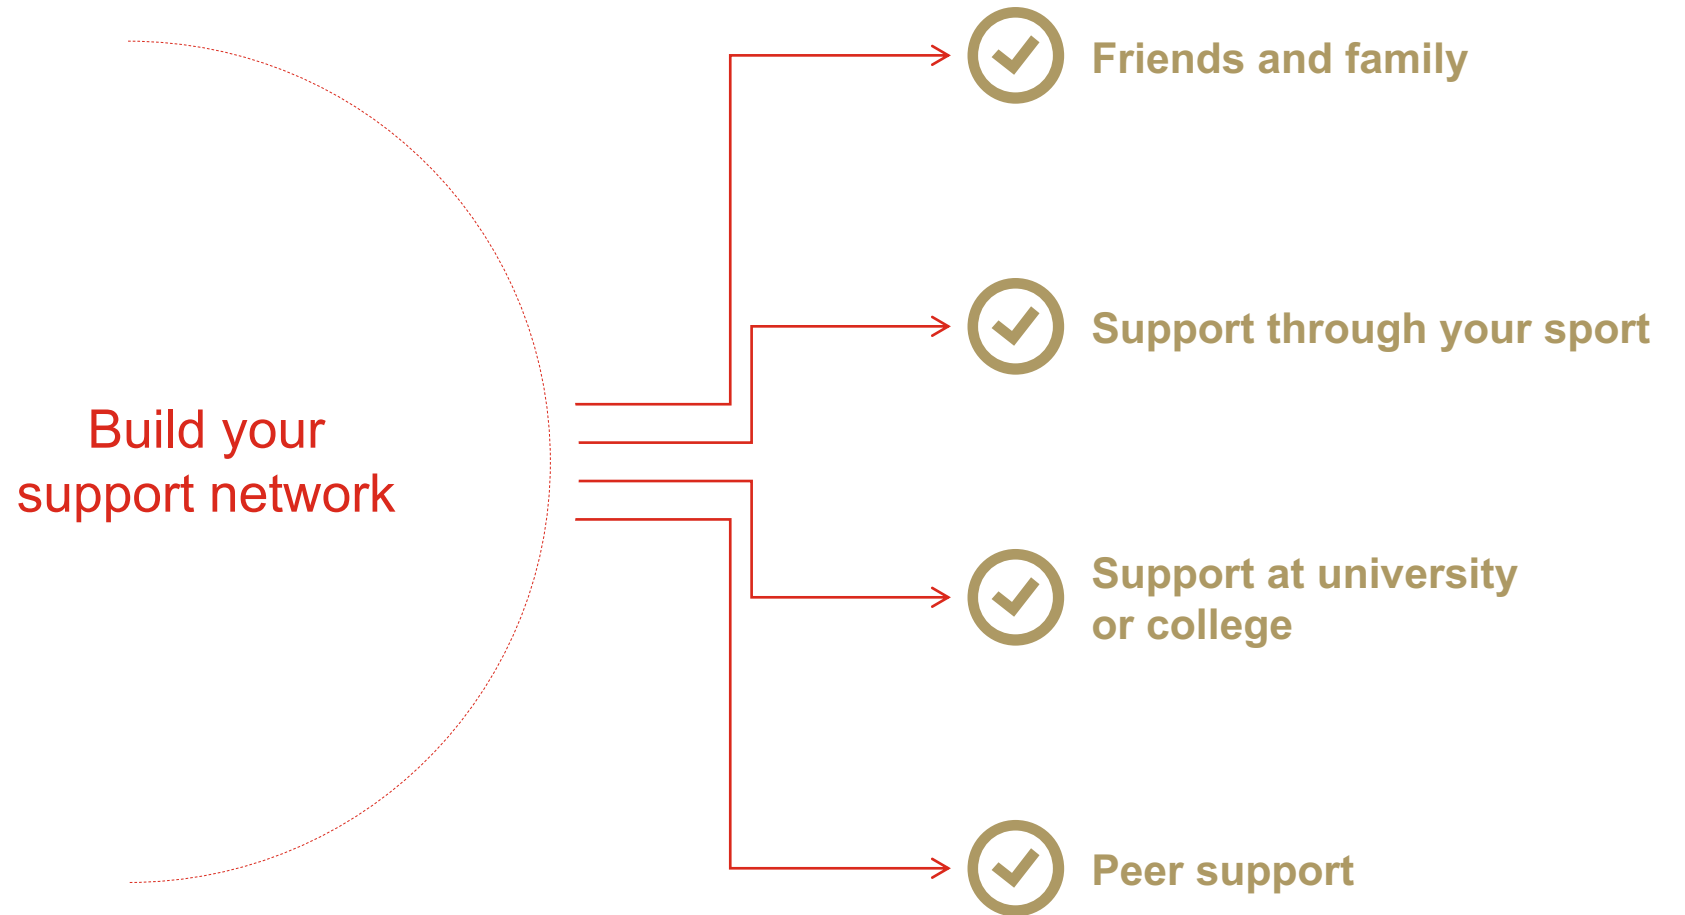 Build your
support network
Friends and family
Support through your sport
Support at university
or college
Peer support